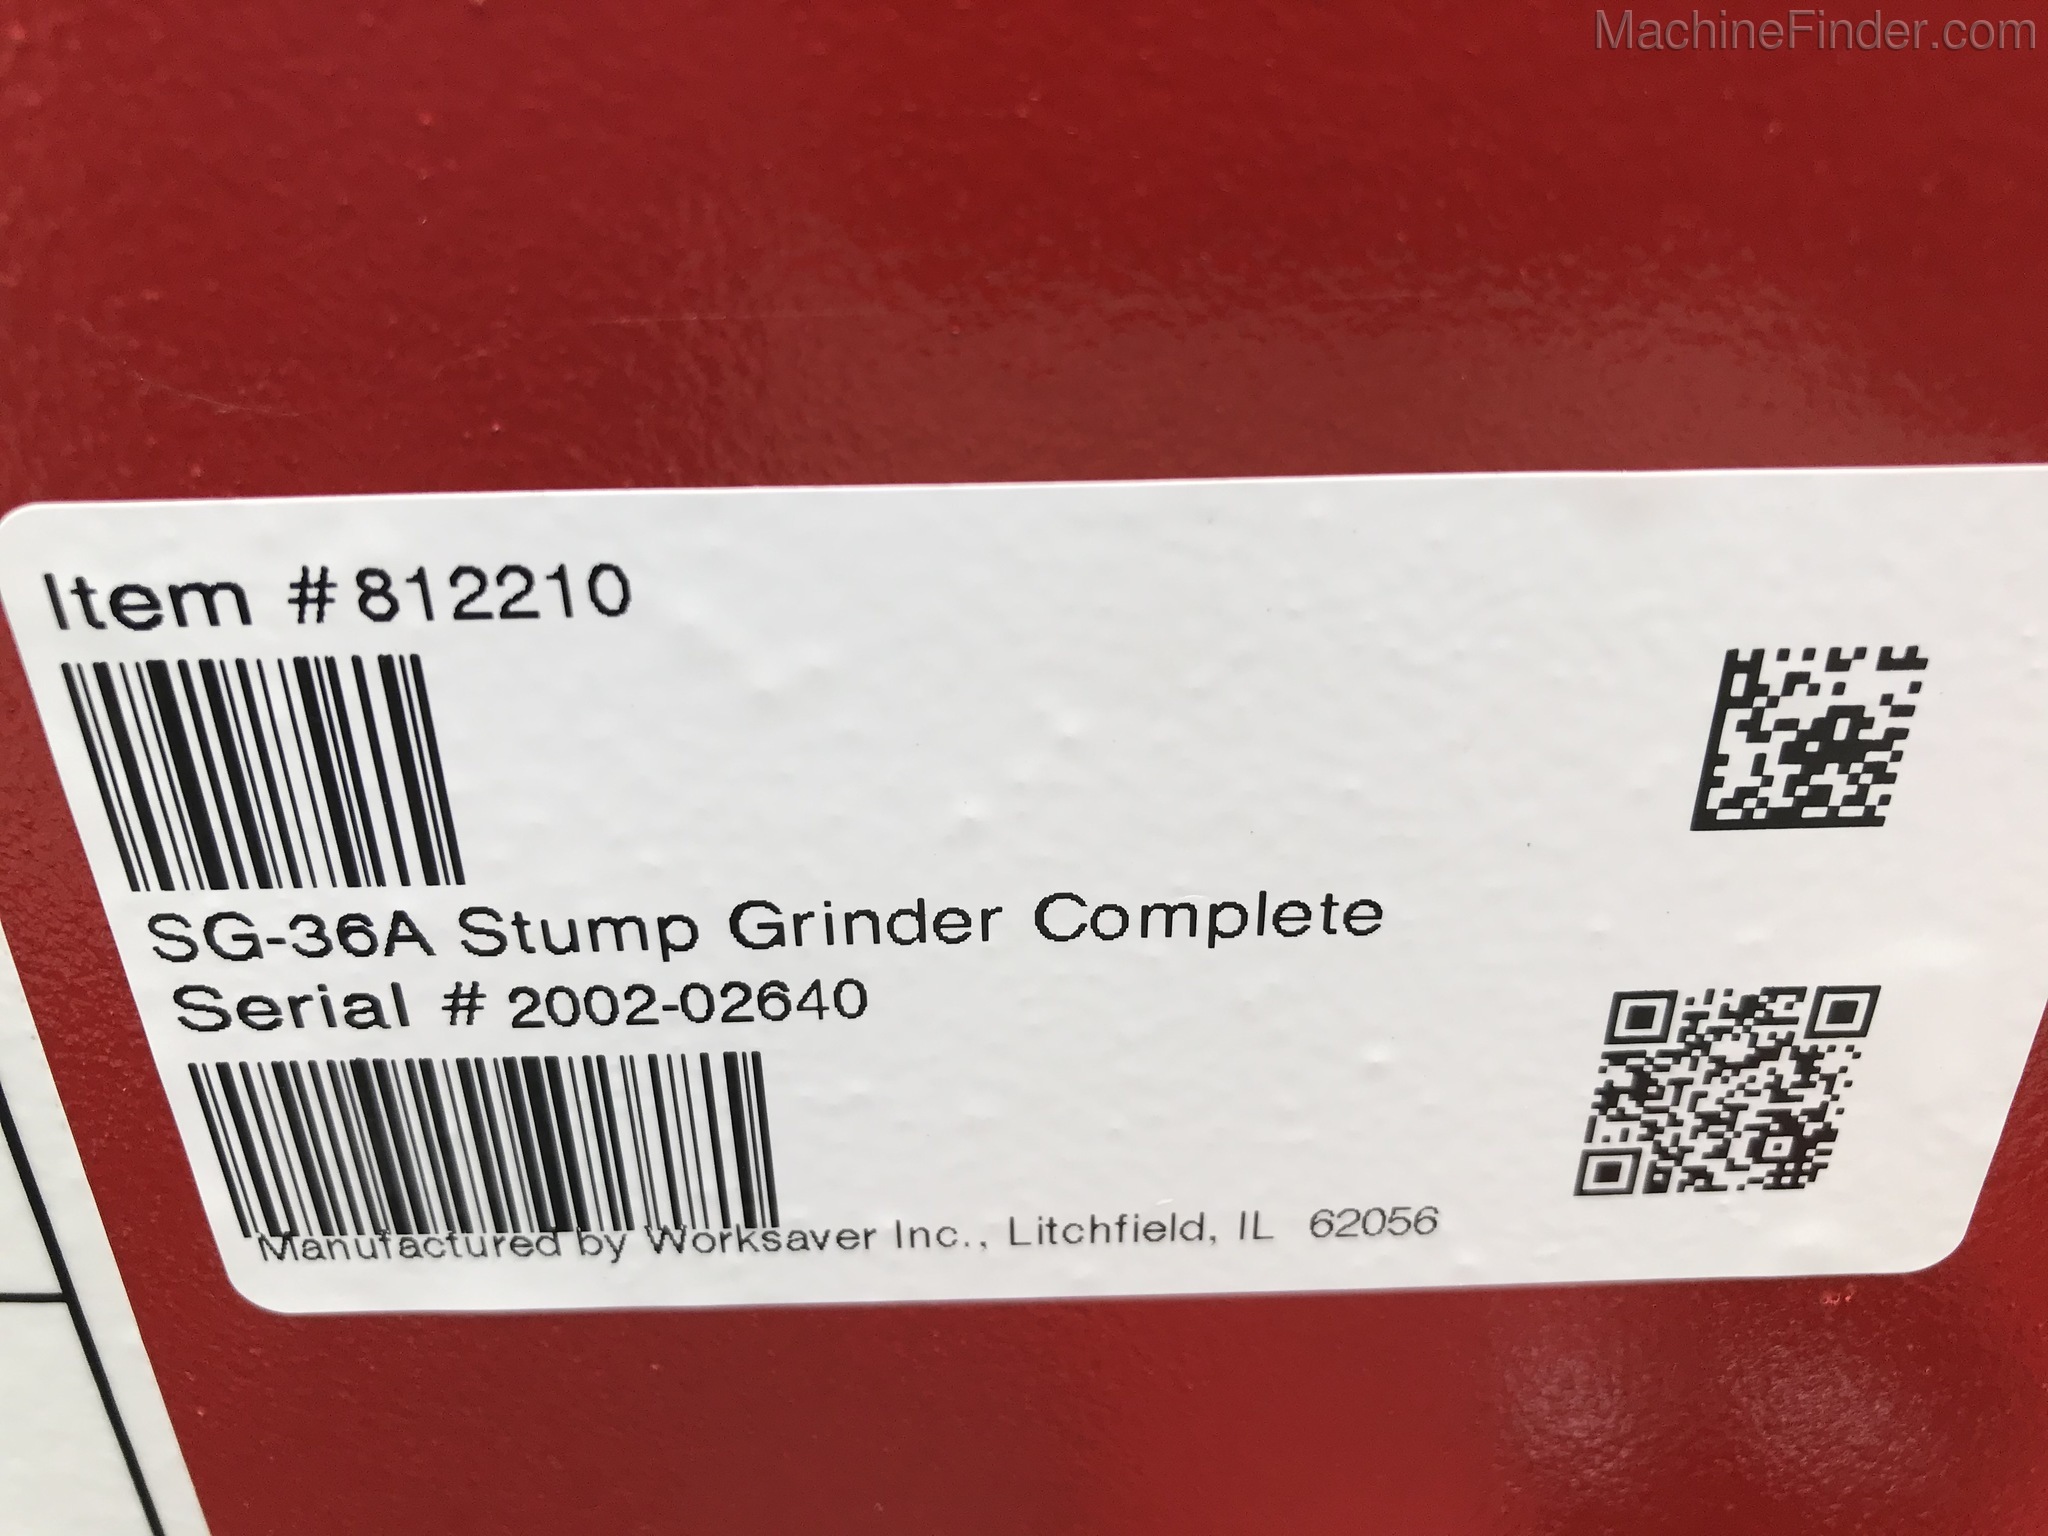 MachineFinder.com
Item #812210
SG-36A Stump Grinder Complete
Serial # 2002-02640
Manufactured by Worksaver Inc., Litchfield, IL 62056